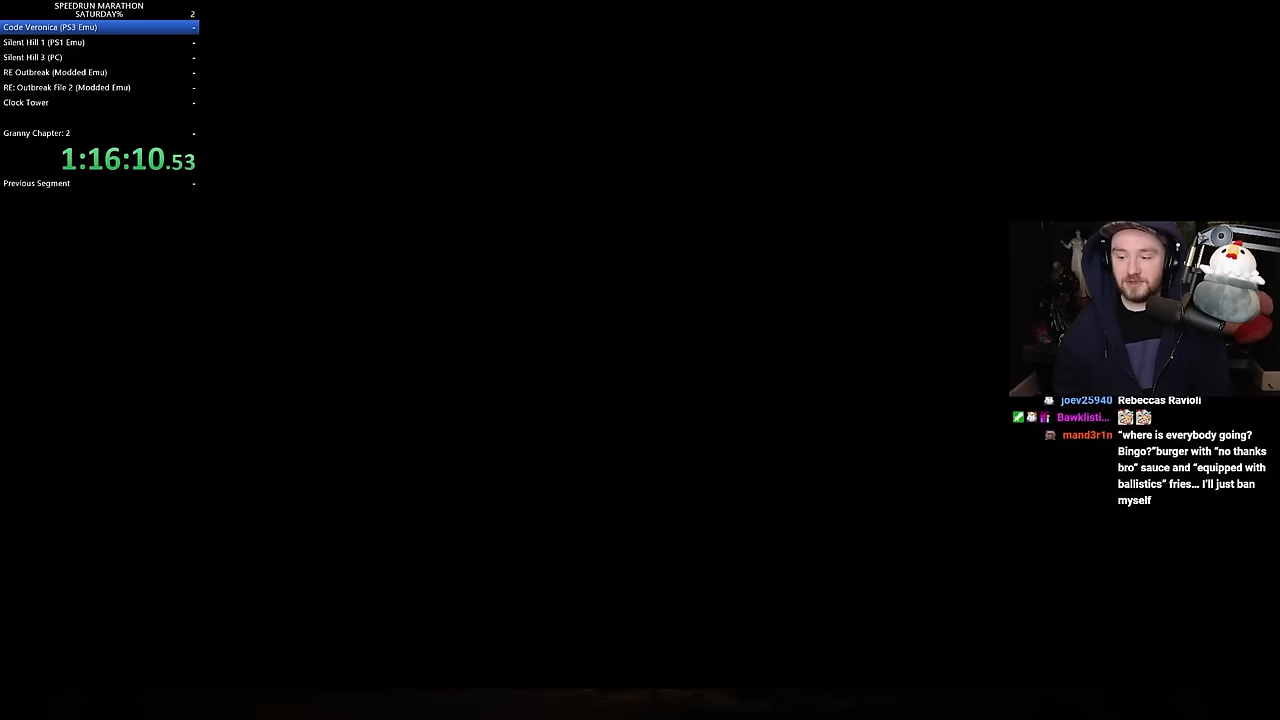 SPEEDRUN MARATHON
SATURDAY% 2
Code Veronica (PS3 Emu) -
Silent Hill 1 (PS1 Emu) -
Silent Hill 3 (PC) -
RE Outbreak (Modded Emu) -
RE: Outbreak File 2 (Modded Emu) -
Clock Tower -
Granny Chapter: 2 -
1:16:10.53
Previous Segment -
joev25940 Rebeccas Ravioli
Bawklisti...
mand3r1n “where is everybody going?
Bingo?”burger with “no thanks
bro” sauce and “equipped with
ballistics” fries... I’ll just ban
myself